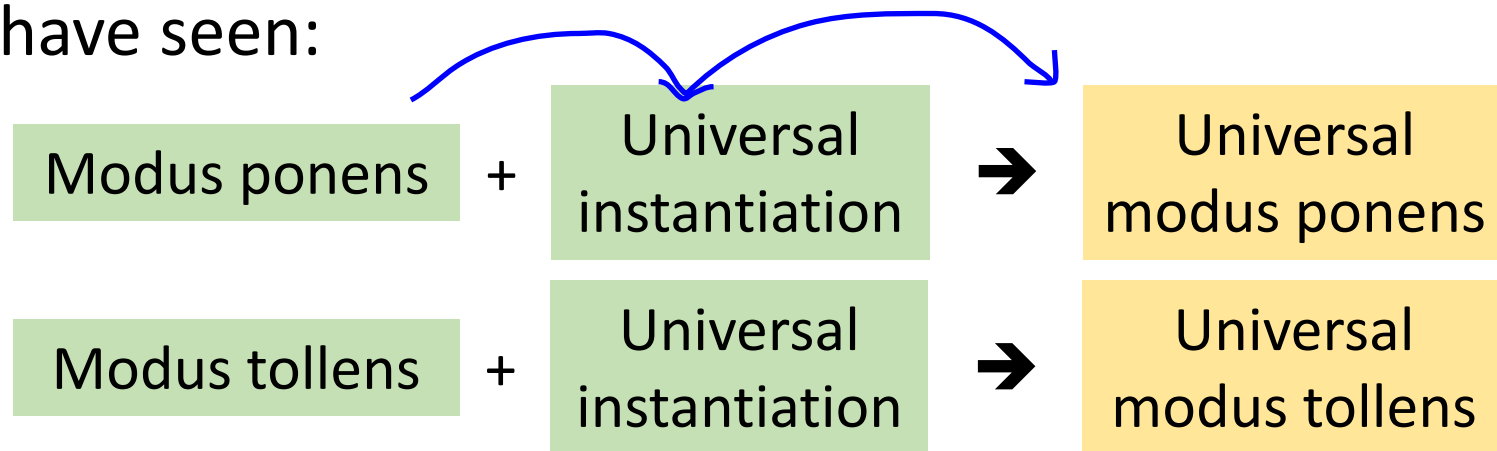 have seen:
Modus ponens + Universal instantiation ➔ Universal modus ponens
Modus tollens + Universal instantiation ➔ Universal modus tollens